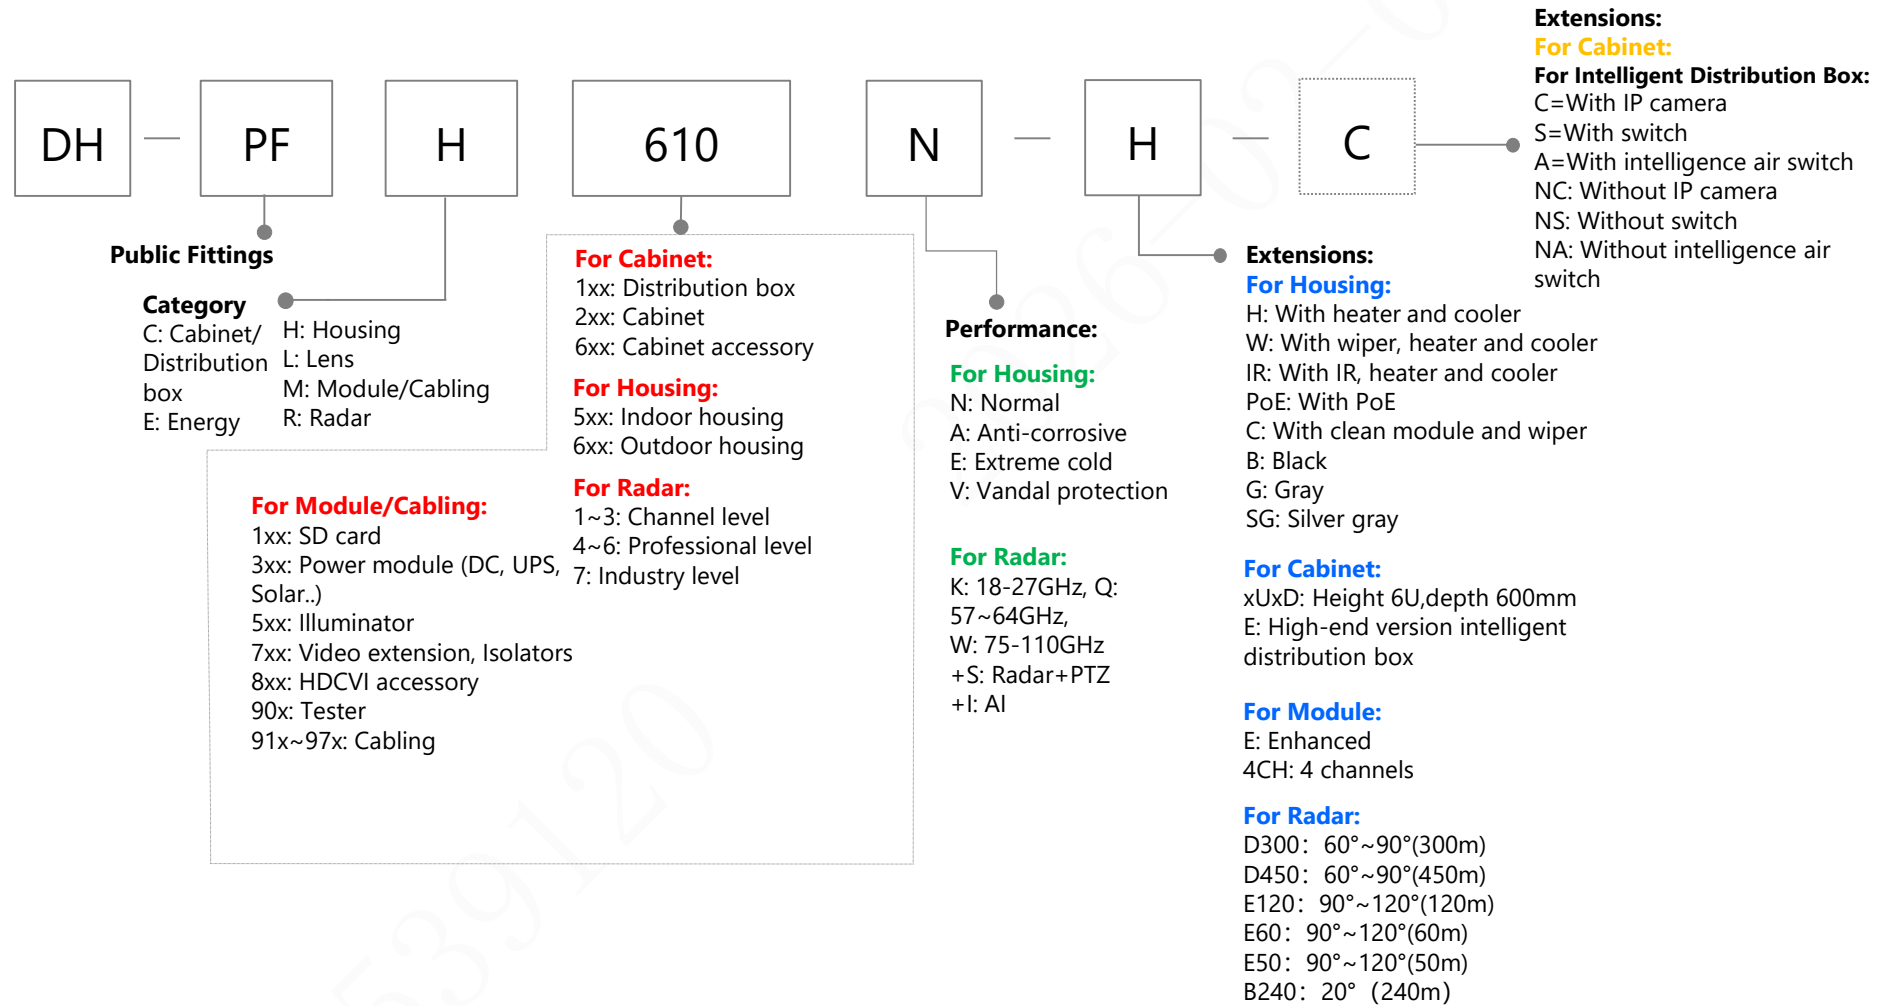 DH — PF H 610 N — H — C
Extensions:
For Cabinet:
For Intelligent Distribution Box:
C=With IP camera
S=With switch
A=With intelligence air switch
NC: Without IP camera
NS: Without switch
NA: Without intelligence air
switch
Public Fittings
Category
C: Cabinet/
Distribution
box
E: Energy
H: Housing
L: Lens
M: Module/Cabling
R: Radar
For Cabinet:
1xx: Distribution box
2xx: Cabinet
6xx: Cabinet accessory
For Housing:
5xx: Indoor housing
6xx: Outdoor housing
For Radar:
1~3: Channel level
4~6: Professional level
7: Industry level
For Module/Cabling:
1xx: SD card
3xx: Power module (DC, UPS,
Solar..)
5xx: Illuminator
7xx: Video extension, Isolators
8xx: HDCVI accessory
90x: Tester
91x~97x: Cabling
Performance:
For Housing:
N: Normal
A: Anti-corrosive
E: Extreme cold
V: Vandal protection
For Radar:
K: 18-27GHz, Q:
57~64GHz,
W: 75-110GHz
+S: Radar+PTZ
+I: AI
Extensions:
For Housing:
H: With heater and cooler
W: With wiper, heater and cooler
IR: With IR, heater and cooler
PoE: With PoE
C: With clean module and wiper
B: Black
G: Gray
SG: Silver gray
For Cabinet:
xUxD: Height 6U,depth 600mm
E: High-end version intelligent
distribution box
For Module:
E: Enhanced
4CH: 4 channels
For Radar:
D300：60°~90°(300m)
D450：60°~90°(450m)
E120：90°~120°(120m)
E60：90°~120°(60m)
E50：90°~120°(50m)
B240：20°（240m）